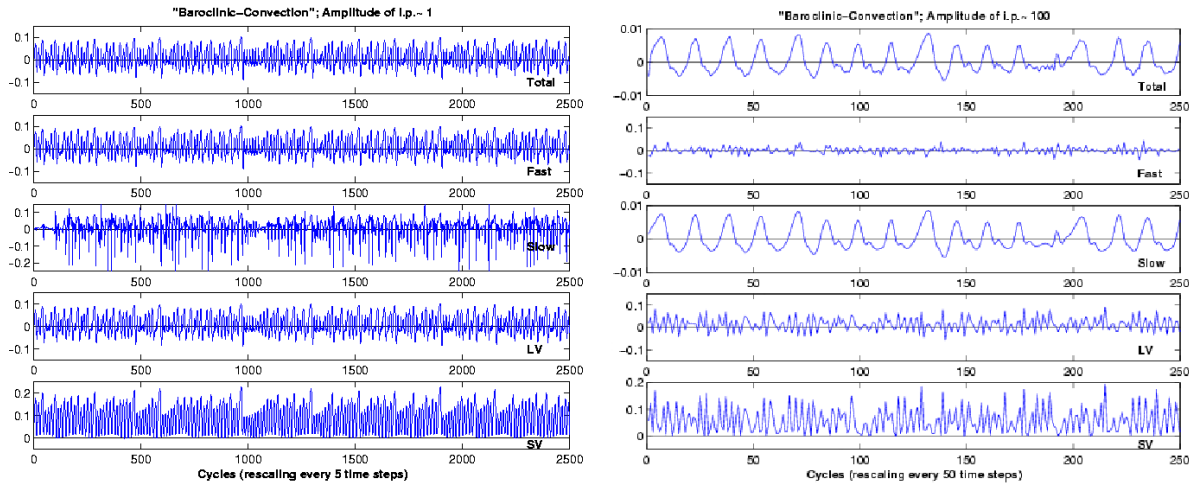 "Baroclinic−Convection"; Amplitude of i.p.~ 1
0.1
0
−0.1
Total
0 500 1000 1500 2000 2500
0.1
0
−0.1
Fast
0 500 1000 1500 2000 2500
0.1
0
−0.1
−0.2
Slow
0 500 1000 1500 2000 2500
0.1
0
−0.1
LV
0 500 1000 1500 2000 2500
0.2
0.1
0
SV
0 500 1000 1500 2000 2500
Cycles (rescaling every 5 time steps)
"Baroclinic−Convection"; Amplitude of i.p.~ 100
0.01
0
−0.01
Total
0 50 100 150 200 250
0.1
0
−0.1
Fast
0 50 100 150 200 250
0.01
0
−0.01
Slow
0 50 100 150 200 250
0.1
0
−0.1
LV
0 50 100 150 200 250
0.2
0.1
0
SV
0 50 100 150 200 250
Cycles (rescaling every 50 time steps)